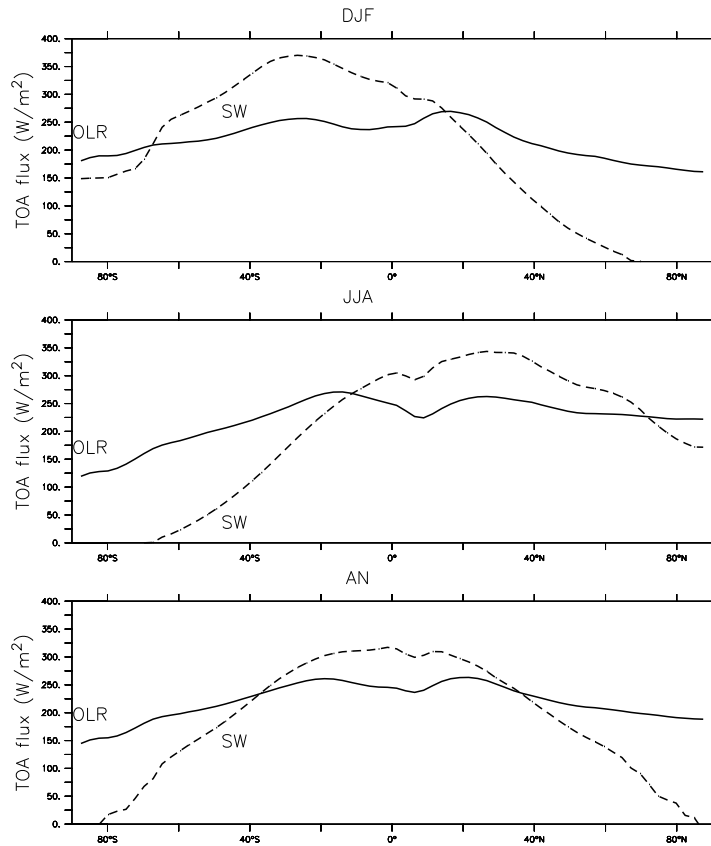 DJF
400.
350.
300.
250.
200.
150.
100.
50.
0.
TOA flux (W/m²)
OLR
SW
80°S
40°S
0°
40°N
80°N
JJA
400.
350.
300.
250.
200.
150.
100.
50.
0.
TOA flux (W/m²)
OLR
SW
80°S
40°S
0°
40°N
80°N
AN
400.
350.
300.
250.
200.
150.
100.
50.
0.
TOA flux (W/m²)
OLR
SW
80°S
40°S
0°
40°N
80°N